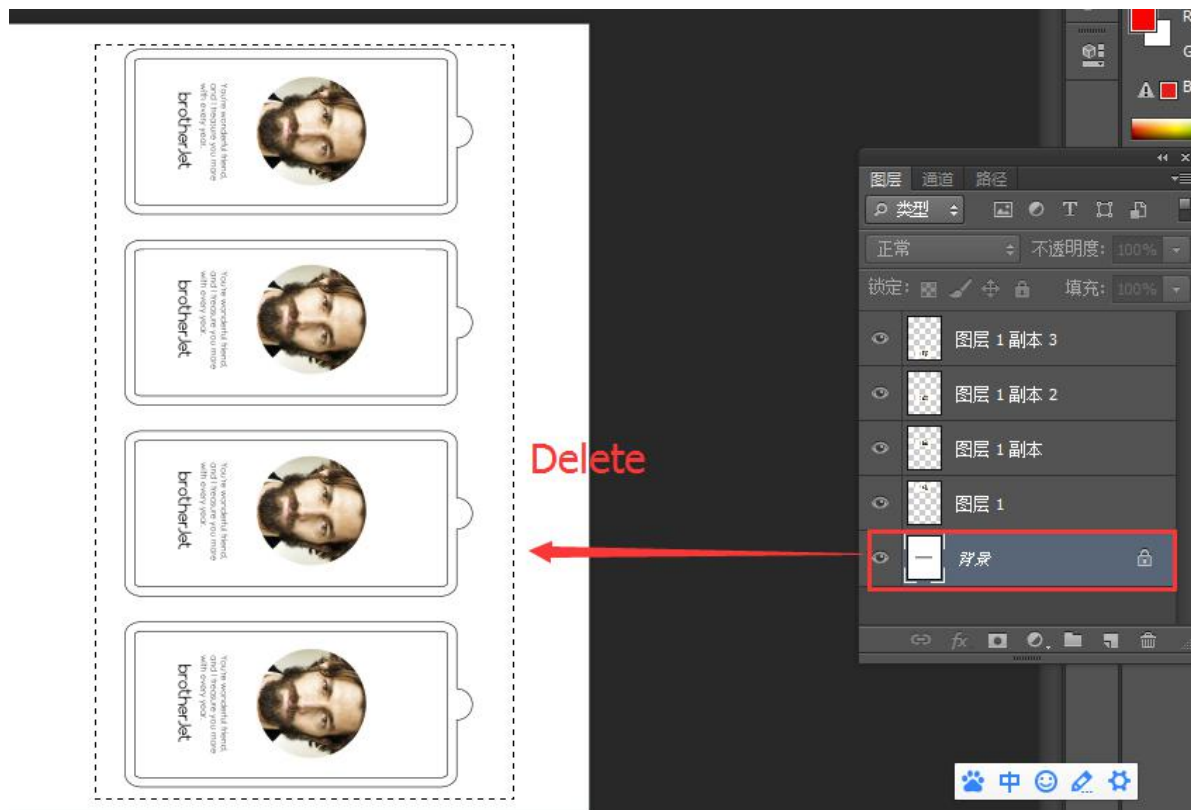 You're wonderful friend,
and I treasure you more
with every year.
brotherJet
You're wonderful friend,
and I treasure you more
with every year.
brotherJet
You're wonderful friend,
and I treasure you more
with every year.
brotherJet
You're wonderful friend,
and I treasure you more
with every year.
brotherJet
Delete
R
G
B
图层 通道 路径
类型
正常 不透明度: 100%
锁定: 填充: 100%
图层 1 副本 3
图层 1 副本 2
图层 1 副本
图层 1
背景
fx
中